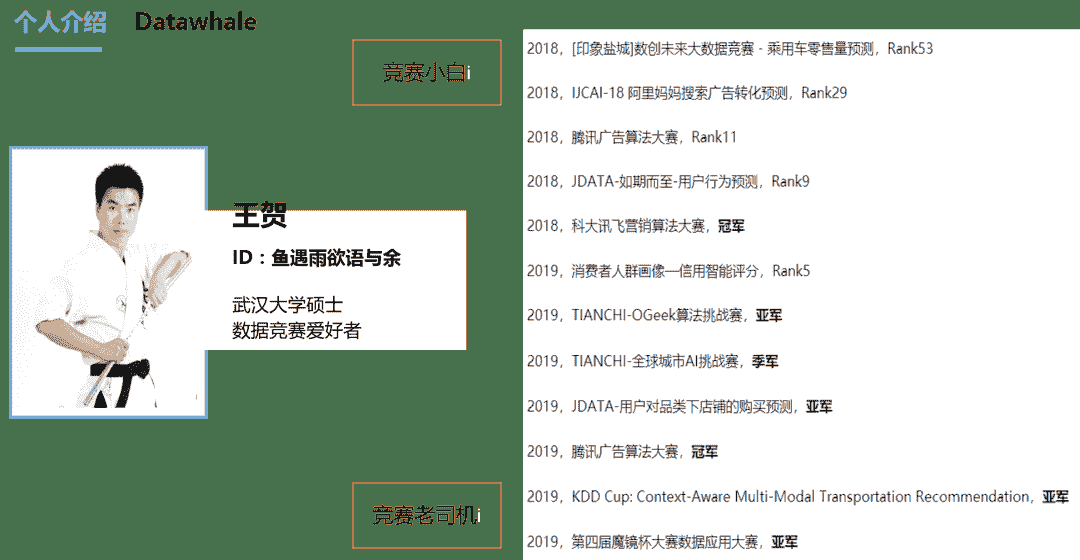 个人介绍 Datawhale
竞赛小白i
王贺
ID：鱼遇雨欲语与余
武汉大学硕士
数据竞赛爱好者
竞赛老司机i
2018，[印象盐城]数创未来大数据竞赛 - 乘用车零售量预测，Rank53
2018，IJCAI-18 阿里妈妈搜索广告转化预测，Rank29
2018，腾讯广告算法大赛，Rank11
2018，JDATA-如期而至-用户行为预测，Rank9
2018，科大讯飞营销算法大赛，冠军
2019，消费者人群画像—信用智能评分，Rank5
2019，TIANCHI-OGeek算法挑战赛，亚军
2019，TIANCHI-全球城市AI挑战赛，季军
2019，JDATA-用户对品类下店铺的购买预测，亚军
2019，腾讯广告算法大赛，冠军
2019，KDD Cup: Context-Aware Multi-Modal Transportation Recommendation，亚军
2019，第四届魔镜杯大赛数据应用大赛，亚军